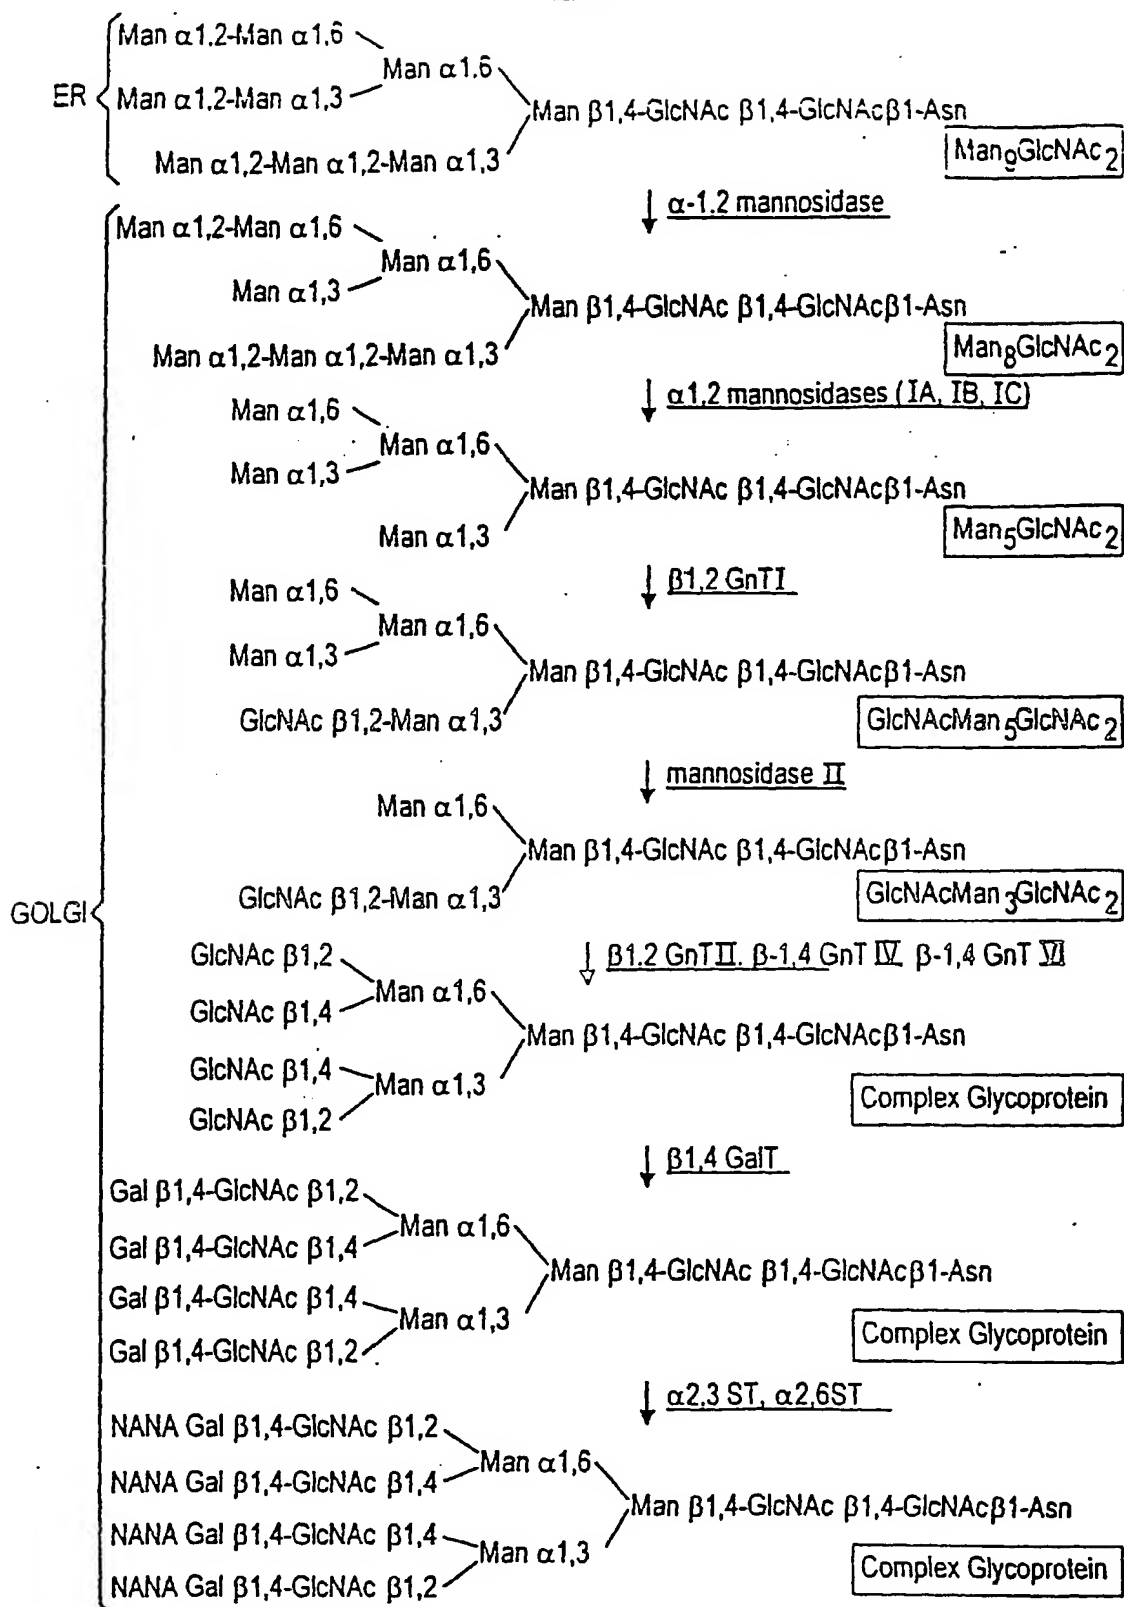 Man α1,2-Man α1,6
Man α1,6
ER
Man α1,2-Man α1,3
Man β1,4-GlcNAc β1,4-GlcNAcβ1-Asn
Man α1,2-Man α1,2-Man α1,3
Man9GlcNAc2
α-1.2 mannosidase
Man α1,2-Man α1,6
Man α1,6
Man α1,3
Man β1,4-GlcNAc β1,4-GlcNAcβ1-Asn
Man α1,2-Man α1,2-Man α1,3
Man8GlcNAc2
α1,2 mannosidases (IA, IB, IC)
Man α1,6
Man α1,6
Man α1,3
Man β1,4-GlcNAc β1,4-GlcNAcβ1-Asn
Man α1,3
Man5GlcNAc2
β1,2 GnTI
Man α1,6
Man α1,6
Man α1,3
Man β1,4-GlcNAc β1,4-GlcNAcβ1-Asn
GlcNAc β1,2-Man α1,3
GlcNAcMan5GlcNAc2
mannosidase II
Man α1,6
Man β1,4-GlcNAc β1,4-GlcNAcβ1-Asn
GlcNAc β1,2-Man α1,3
GlcNAcMan3GlcNAc2
GOLGI
β1.2 GnTII. β-1,4 GnT IV β-1,4 GnT VI
GlcNAc β1,2
Man α1,6
GlcNAc β1,4
Man β1,4-GlcNAc β1,4-GlcNAcβ1-Asn
GlcNAc β1,4
Man α1,3
GlcNAc β1,2
Complex Glycoprotein
β1,4 GalT
Gal β1,4-GlcNAc β1,2
Man α1,6
Gal β1,4-GlcNAc β1,4
Man β1,4-GlcNAc β1,4-GlcNAcβ1-Asn
Gal β1,4-GlcNAc β1,4
Man α1,3
Gal β1,4-GlcNAc β1,2
Complex Glycoprotein
α2,3 ST, α2,6ST
NANA Gal β1,4-GlcNAc β1,2
Man α1,6
NANA Gal β1,4-GlcNAc β1,4
Man β1,4-GlcNAc β1,4-GlcNAcβ1-Asn
NANA Gal β1,4-GlcNAc β1,4
Man α1,3
NANA Gal β1,4-GlcNAc β1,2
Complex Glycoprotein